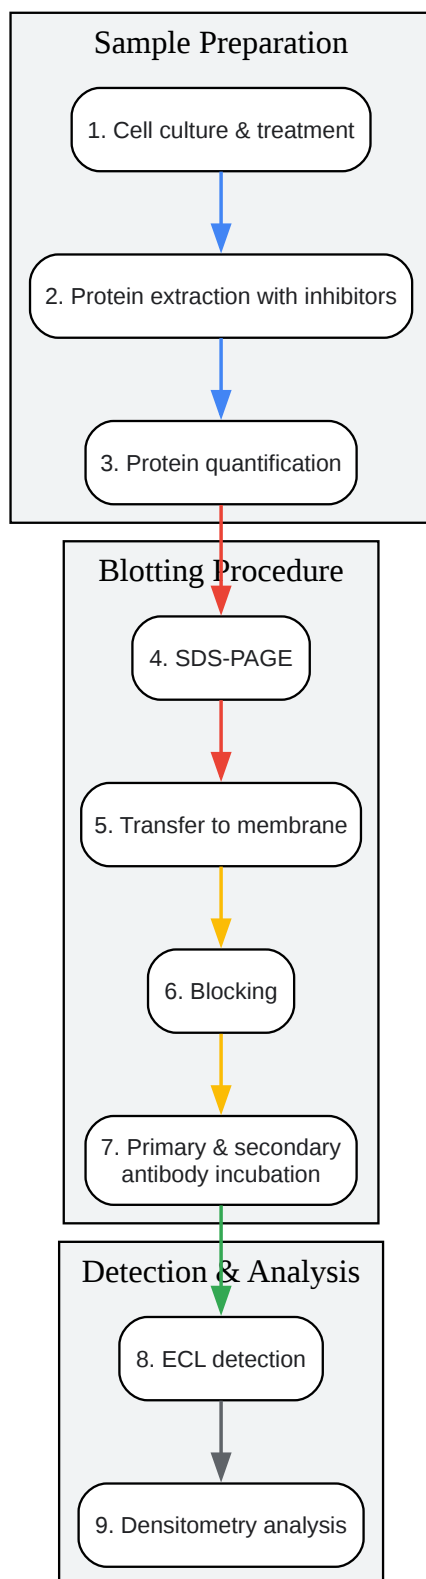 Sample Preparation
1. Cell culture & treatment
2. Protein extraction with inhibitors
3. Protein quantification
Blotting Procedure
4. SDS-PAGE
5. Transfer to membrane
6. Blocking
7. Primary & secondary
antibody incubation
Detection & Analysis
8. ECL detection
9. Densitometry analysis